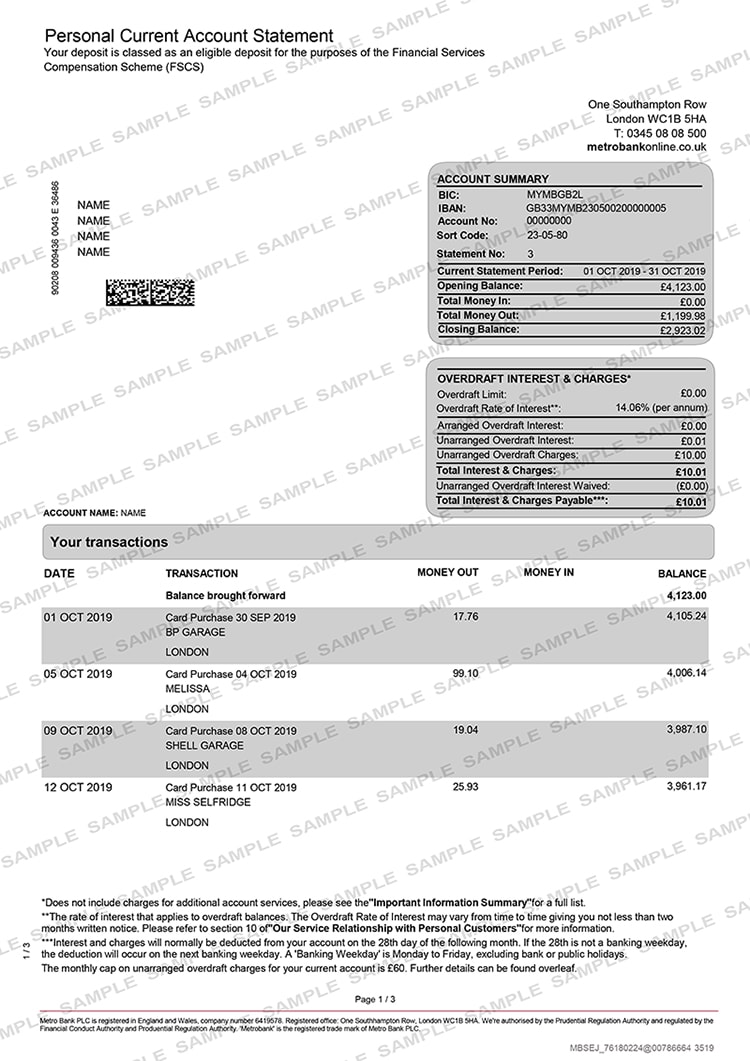 Personal Current Account Statement
Your deposit is classed as an eligible deposit for the purposes of the Financial Services
Compensation Scheme (FSCS)
One Southampton Row
London WC1B 5HA
T: 0345 08 08 500
metrobankonline.co.uk
90208 009436 0043 E 36486
NAME
NAME
NAME
NAME
ACCOUNT SUMMARY
BIC: MYMBGB2L
IBAN: GB33MYMB230500200000005
Account No: 00000000
Sort Code: 23-05-80
Statement No: 3
Current Statement Period: 01 OCT 2019 - 31 OCT 2019
Opening Balance: £4,123.00
Total Money In: £0.00
Total Money Out: £1,199.98
Closing Balance: £2,923.02
OVERDRAFT INTEREST & CHARGES*
Overdraft Limit: £0.00
Overdraft Rate of Interest**: 14.06% (per annum)
Arranged Overdraft Interest: £0.00
Unarranged Overdraft Interest: £0.01
Unarranged Overdraft Charges: £10.00
Total Interest & Charges: £10.01
Unarranged Overdraft Interest Waived: (£0.00)
Total Interest & Charges Payable***: £10.01
ACCOUNT NAME: NAME
Your transactions
DATE TRANSACTION MONEY OUT MONEY IN BALANCE
Balance brought forward 4,123.00
01 OCT 2019 Card Purchase 30 SEP 2019 17.76 4,105.24
BP GARAGE
LONDON
05 OCT 2019 Card Purchase 04 OCT 2019 99.10 4,006.14
MELISSA
LONDON
09 OCT 2019 Card Purchase 08 OCT 2019 19.04 3,987.10
SHELL GARAGE
LONDON
12 OCT 2019 Card Purchase 11 OCT 2019 25.93 3,961.17
MISS SELFRIDGE
LONDON
*Does not include charges for additional account services, please see the"Important Information Summary"for a full list.
**The rate of interest that applies to overdraft balances. The Overdraft Rate of Interest may vary from time to time giving you not less than two
months written notice. Please refer to section 10 of"Our Service Relationship with Personal Customers"for more information.
***Interest and charges will normally be deducted from your account on the 28th day of the following month. If the 28th is not a banking weekday,
the deduction will occur on the next banking weekday. A 'Banking Weekday' is Monday to Friday, excluding bank or public holidays.
The monthly cap on unarranged overdraft charges for your current account is £60. Further details can be found overleaf.
1 / 3
Page 1 / 3
Metro Bank PLC is registered in England and Wales, company number 6419578. Registered office: One Southhampton Row, London WC1B 5HA. We're authorised by the Prudential Regulation Authority and regulated by the
Financial Conduct Authority and Produential Regulation Authority. 'Metrobank' is the registered trade mark of Metro Bank PLC.
MBSEJ_76180224@00786664 3519
SAMPLE